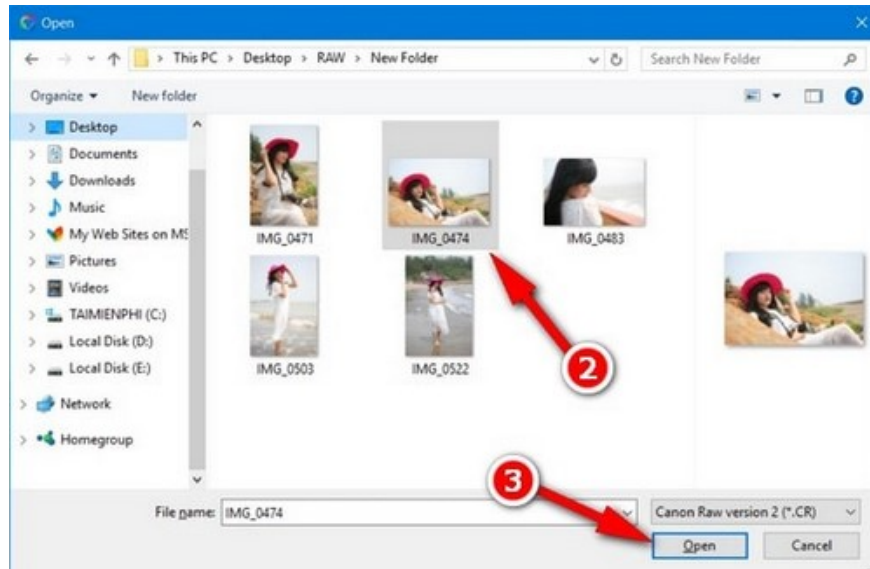 Open
This PC > Desktop > RAW > New Folder
Search New Folder
Organize
New folder
Desktop
Documents
Downloads
Music
My Web Sites on MS
Pictures
Videos
TAIMIENPHI (C:)
Local Disk (D:)
Local Disk (E:)
Network
Homegroup
IMG_0471
IMG_0474
IMG_0483
IMG_0503
IMG_0522
2
3
File name:
IMG_0474
Canon Raw version 2 (*.CR)
Open
Cancel